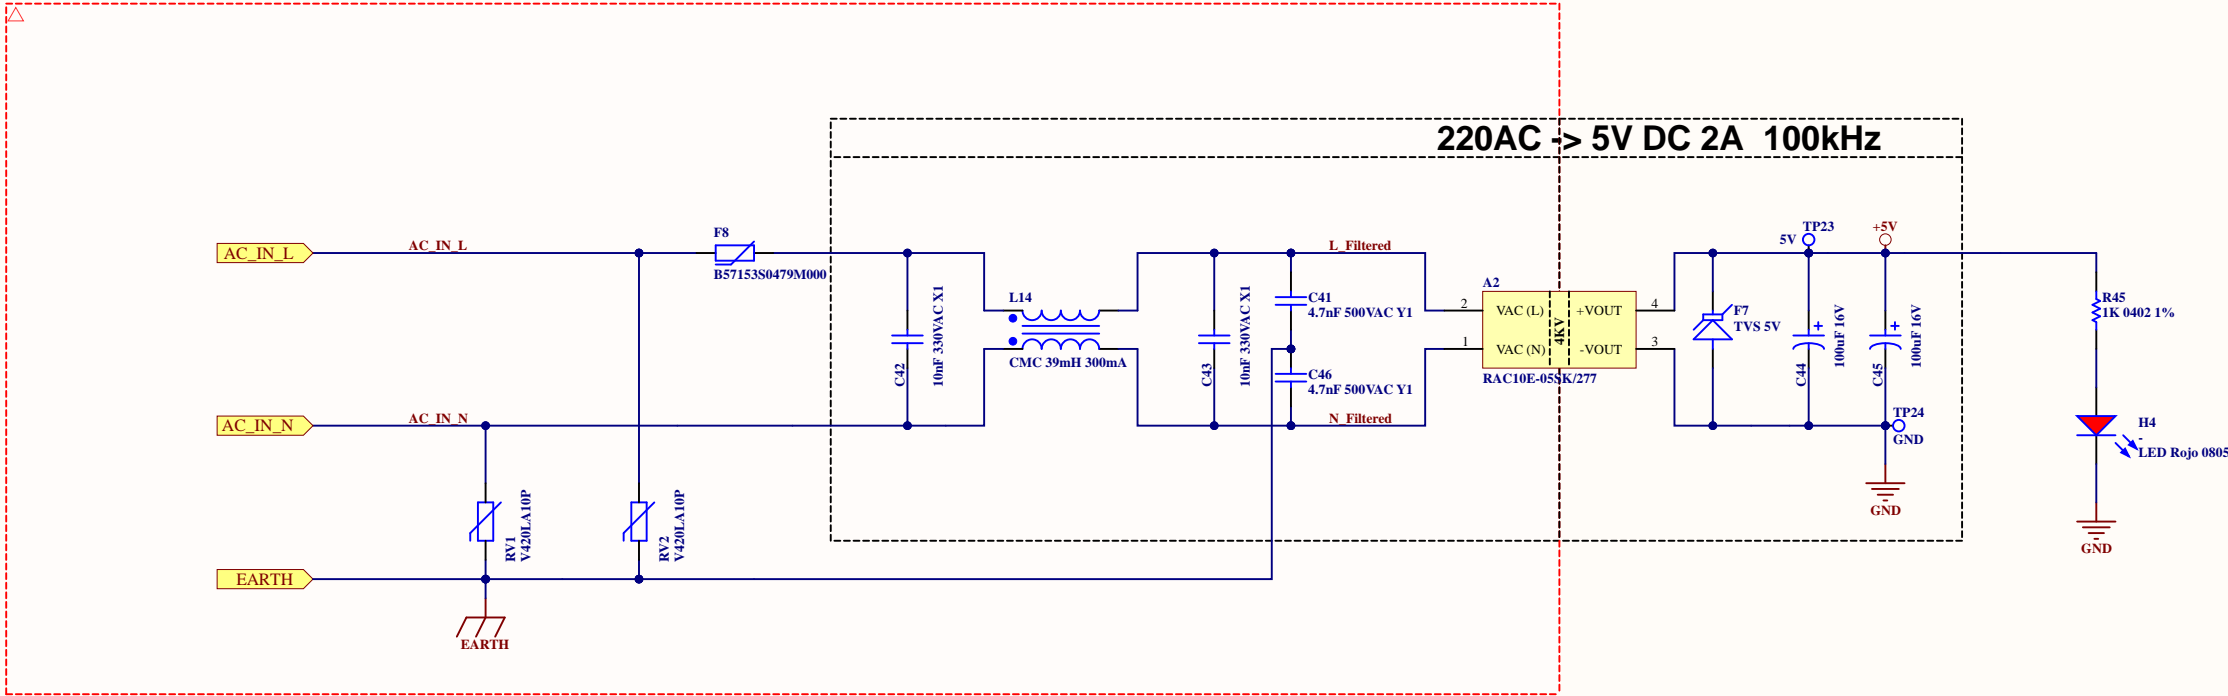 220AC -> 5V DC 2A 100kHz
AC_IN_L
AC_IN_L
F8
B57153S0479M000
C42
10nF 330VAC X1
L14
CMC 39mH 300mA
C43
10nF 330VAC X1
L_Filtered
C41
4.7nF 500VAC Y1
C46
4.7nF 500VAC Y1
N_Filtered
A2
2
VAC (L)
1
VAC (N)
4KV
+VOUT
4
-VOUT
3
RAC10E-05SK/277
F7
TVS 5V
TP23
5V
+5V
C44
100uF 16V
C45
100uF 16V
TP24
GND
GND
R45
1K 0402 1%
H4
-
LED Rojo 0805
GND
AC_IN_N
AC_IN_N
RV1
V420LA10P
RV2
V420LA10P
EARTH
EARTH